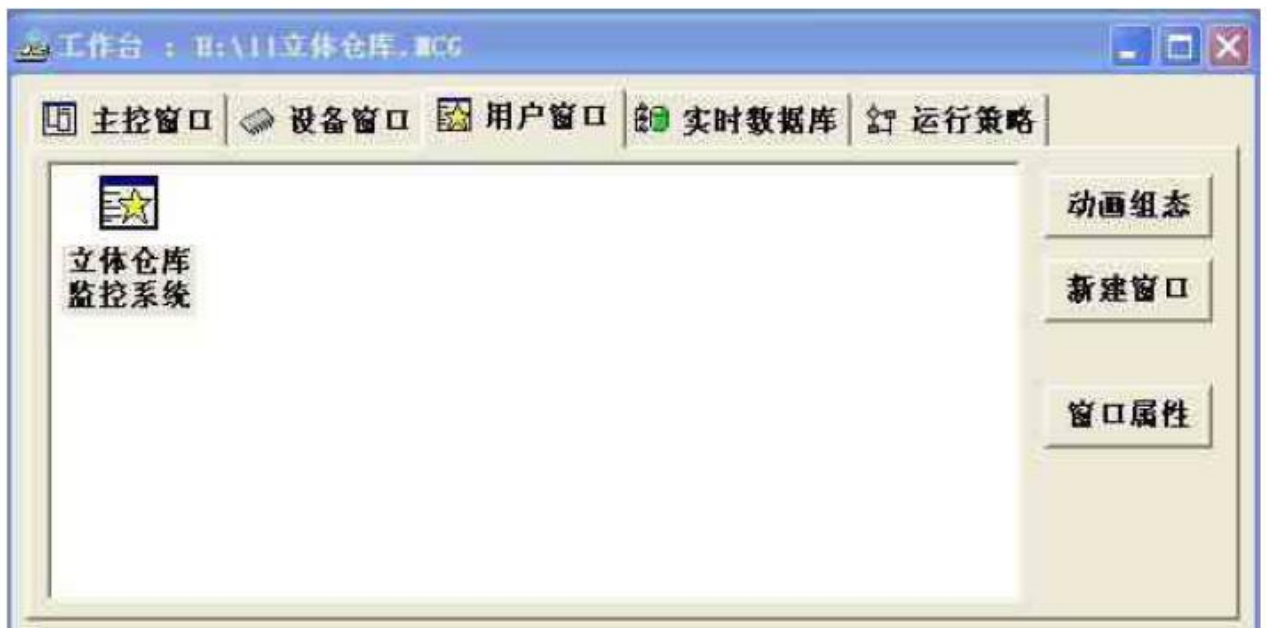 工作台 : H:\11立体仓库.MCG
主控窗口 设备窗口 用户窗口 实时数据库 运行策略
立体仓库
监控系统
动画组态
新建窗口
窗口属性